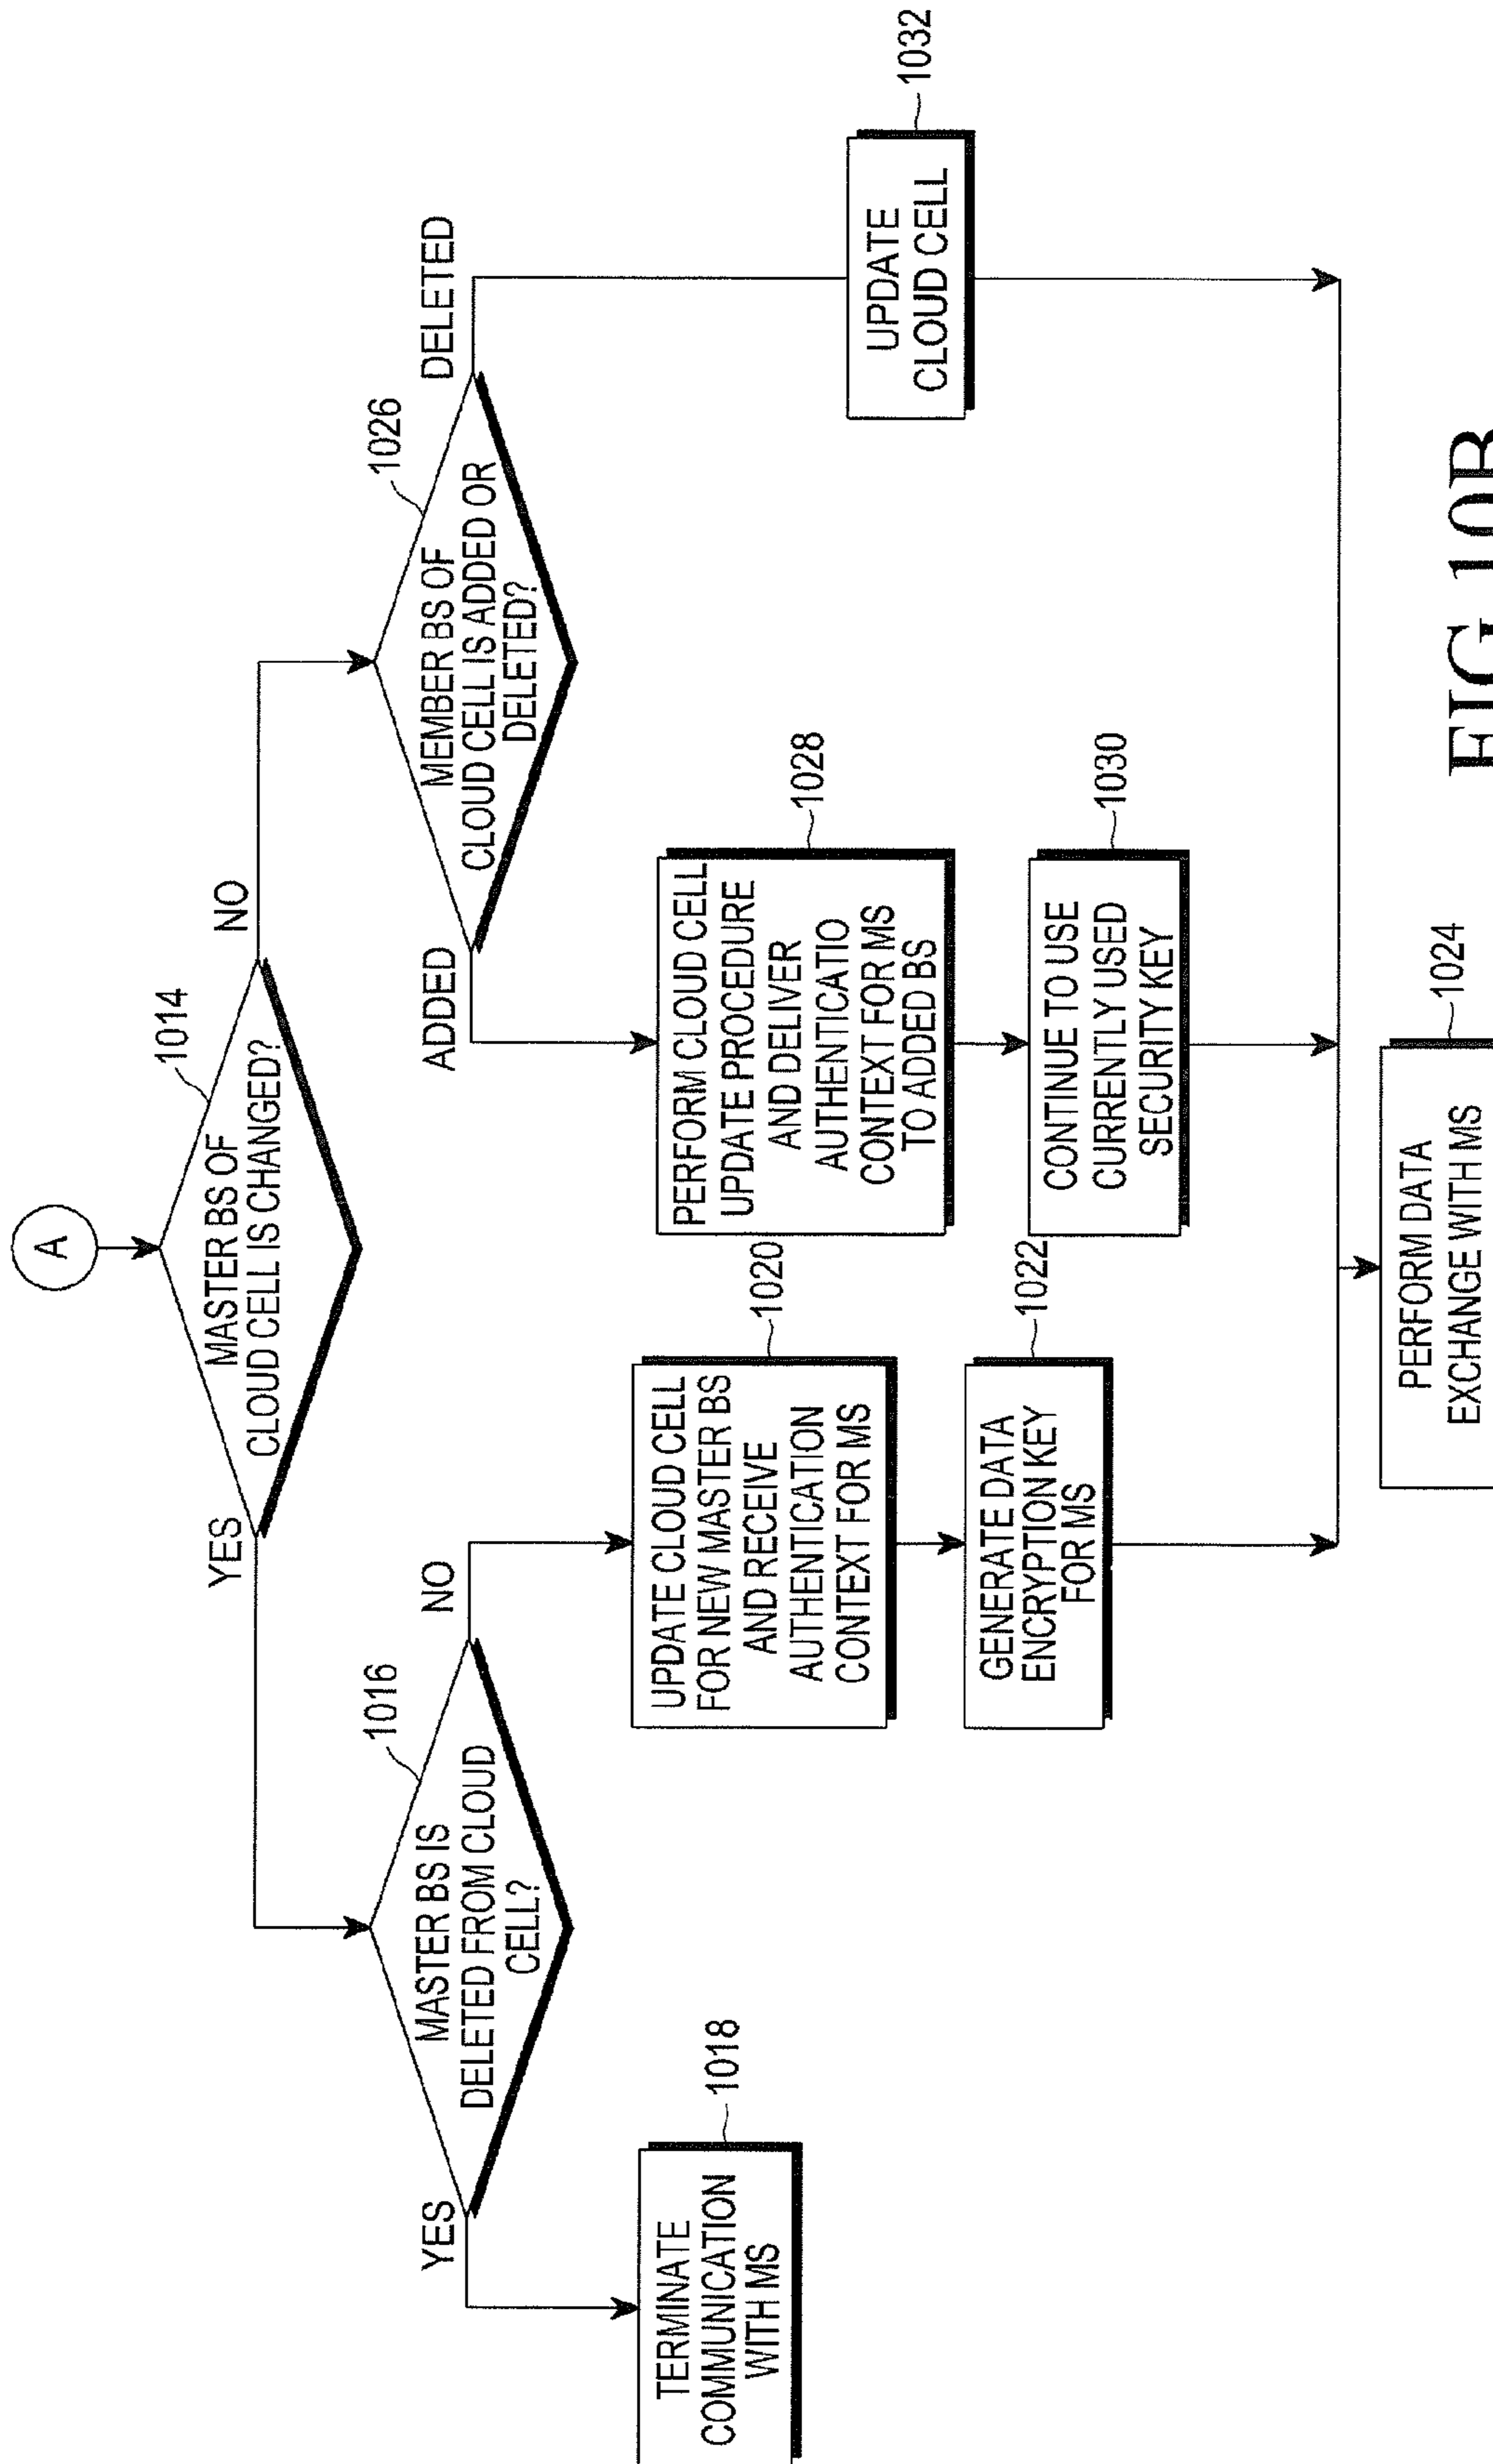 A
1014
MASTER BS OF
CLOUD CELL IS CHANGED?
YES
NO
1016
MASTER BS IS
DELETED FROM CLOUD
CELL?
YES
NO
1026
MEMBER BS OF
CLOUD CELL IS ADDED OR
DELETED?
ADDED
DELETED
1018
TERMINATE
COMMUNICATION
WITH MS
1020
UPDATE CLOUD CELL
FOR NEW MASTER BS
AND RECEIVE
AUTHENTICATION
CONTEXT FOR MS
1028
PERFORM CLOUD CELL
UPDATE PROCEDURE
AND DELIVER
AUTHENTICATIO
CONTEXT FOR MS
TO ADDED BS
1032
UPDATE
CLOUD CELL
1022
GENERATE DATA
ENCRYPTION KEY
FOR MS
1030
CONTINUE TO USE
CURRENTLY USED
SECURITY KEY
1024
PERFORM DATA
EXCHANGE WITH MS
FIG.10B